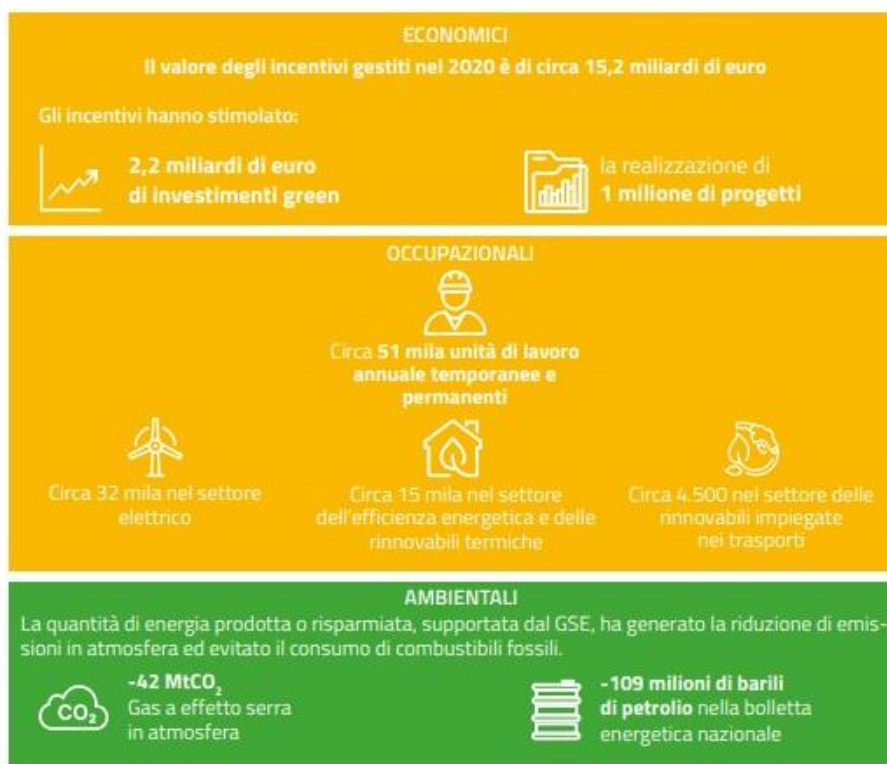 ECONOMICI
Il valore degli incentivi gestiti nel 2020 è di circa 15,2 miliardi di euro
Gli incentivi hanno stimolato:
2,2 miliardi di euro
di investimenti green
la realizzazione di
1 milione di progetti
OCCUPAZIONALI
Circa 51 mila unità di lavoro
annuale temporanee e
permanenti
Circa 32 mila nel settore
elettrico
Circa 15 mila nel settore
dell'efficienza energetica e delle
rinnovabili termiche
Circa 4.500 nel settore delle
rinnovabili impiegate
nei trasporti
AMBIENTALI
La quantità di energia prodotta o risparmiata, supportata dal GSE, ha generato la riduzione di emis-
sioni in atmosfera ed evitato il consumo di combustibili fossili.
CO₂
-42 MtCO₂
Gas a effetto serra
in atmosfera
-109 milioni di barili
di petrolio nella bolletta
energetica nazionale